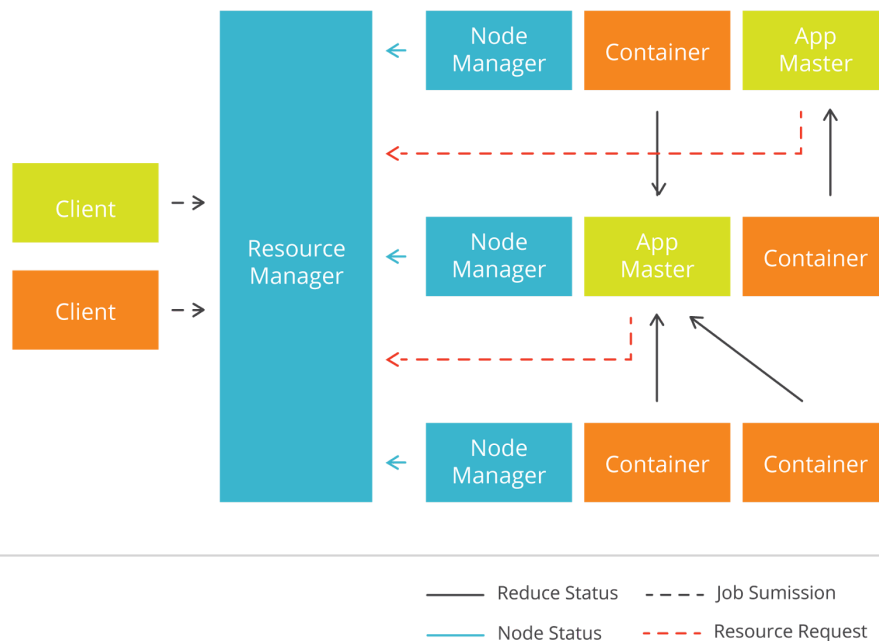 Node
Manager
Container
App
Master
Client
Resource
Manager
Node
Manager
App
Master
Container
Client
Node
Manager
Container
Container
Reduce Status
Job Sumission
Node Status
Resource Request